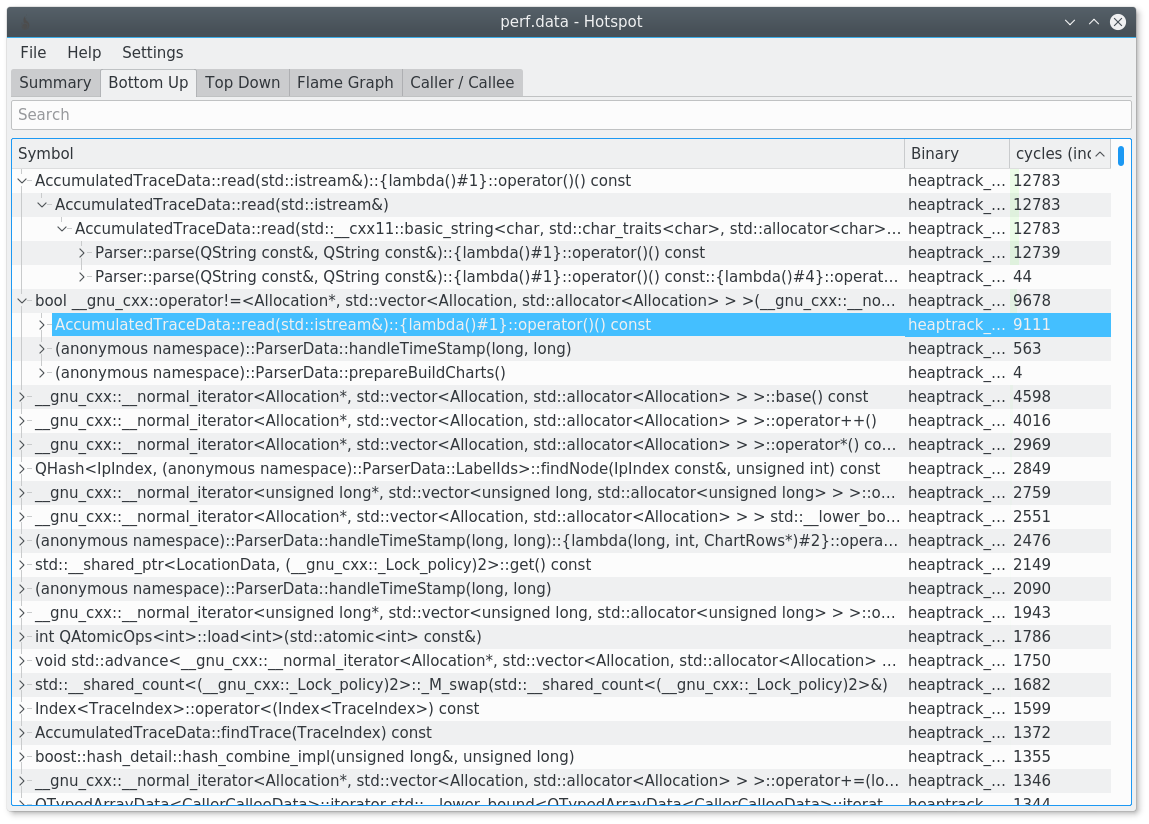 perf.data - Hotspot
File Help Settings
Summary Bottom Up Top Down Flame Graph Caller / Callee
Search
Symbol Binary cycles (inc
AccumulatedTraceData::read(std::istream&)::{lambda()#1}::operator()() const heaptrack_... 12783
AccumulatedTraceData::read(std::istream&) heaptrack_... 12783
AccumulatedTraceData::read(std::__cxx11::basic_string<char, std::char_traits<char>, std::allocator<char>... heaptrack_... 12783
Parser::parse(QString const&, QString const&)::{lambda()#1}::operator()() const heaptrack_... 12739
Parser::parse(QString const&, QString const&)::{lambda()#1}::operator()() const::{lambda()#4}::operat... heaptrack_... 44
bool __gnu_cxx::operator!=<Allocation*, std::vector<Allocation, std::allocator<Allocation> > >(__gnu_cxx::__no... heaptrack_... 9678
AccumulatedTraceData::read(std::istream&)::{lambda()#1}::operator()() const heaptrack_... 9111
(anonymous namespace)::ParserData::handleTimeStamp(long, long) heaptrack_... 563
(anonymous namespace)::ParserData::prepareBuildCharts() heaptrack_... 4
__gnu_cxx::__normal_iterator<Allocation*, std::vector<Allocation, std::allocator<Allocation> > >::base() const heaptrack_... 4598
__gnu_cxx::__normal_iterator<Allocation*, std::vector<Allocation, std::allocator<Allocation> > >::operator++() heaptrack_... 4016
__gnu_cxx::__normal_iterator<Allocation*, std::vector<Allocation, std::allocator<Allocation> > >::operator*() co... heaptrack_... 2969
QHash<IpIndex, (anonymous namespace)::ParserData::LabelIds>::findNode(IpIndex const&, unsigned int) const heaptrack_... 2849
__gnu_cxx::__normal_iterator<unsigned long*, std::vector<unsigned long, std::allocator<unsigned long> > >::o... heaptrack_... 2759
__gnu_cxx::__normal_iterator<Allocation*, std::vector<Allocation, std::allocator<Allocation> > > std::__lower_bo... heaptrack_... 2551
(anonymous namespace)::ParserData::handleTimeStamp(long, long)::{lambda(long, int, ChartRows*)#2}::opera... heaptrack_... 2476
std::__shared_ptr<LocationData, (__gnu_cxx::_Lock_policy)2>::get() const heaptrack_... 2149
(anonymous namespace)::ParserData::handleTimeStamp(long, long) heaptrack_... 2090
__gnu_cxx::__normal_iterator<unsigned long*, std::vector<unsigned long, std::allocator<unsigned long> > >::o... heaptrack_... 1943
int QAtomicOps<int>::load<int>(std::atomic<int> const&) heaptrack_... 1786
void std::advance<__gnu_cxx::__normal_iterator<Allocation*, std::vector<Allocation, std::allocator<Allocation> ... heaptrack_... 1750
std::__shared_count<(__gnu_cxx::_Lock_policy)2>::_M_swap(std::__shared_count<(__gnu_cxx::_Lock_policy)2>&) heaptrack_... 1682
Index<TraceIndex>::operator<(Index<TraceIndex>) const heaptrack_... 1599
AccumulatedTraceData::findTrace(TraceIndex) const heaptrack_... 1372
boost::hash_detail::hash_combine_impl(unsigned long&, unsigned long) heaptrack_... 1355
__gnu_cxx::__normal_iterator<Allocation*, std::vector<Allocation, std::allocator<Allocation> > >::operator+=(lo... heaptrack_... 1346
QTypedArrayData<CallerCalleeData>::iterator std::__lower_bound<QTypedArrayData<CallerCalleeData>::iterat... heaptrack_... 1344